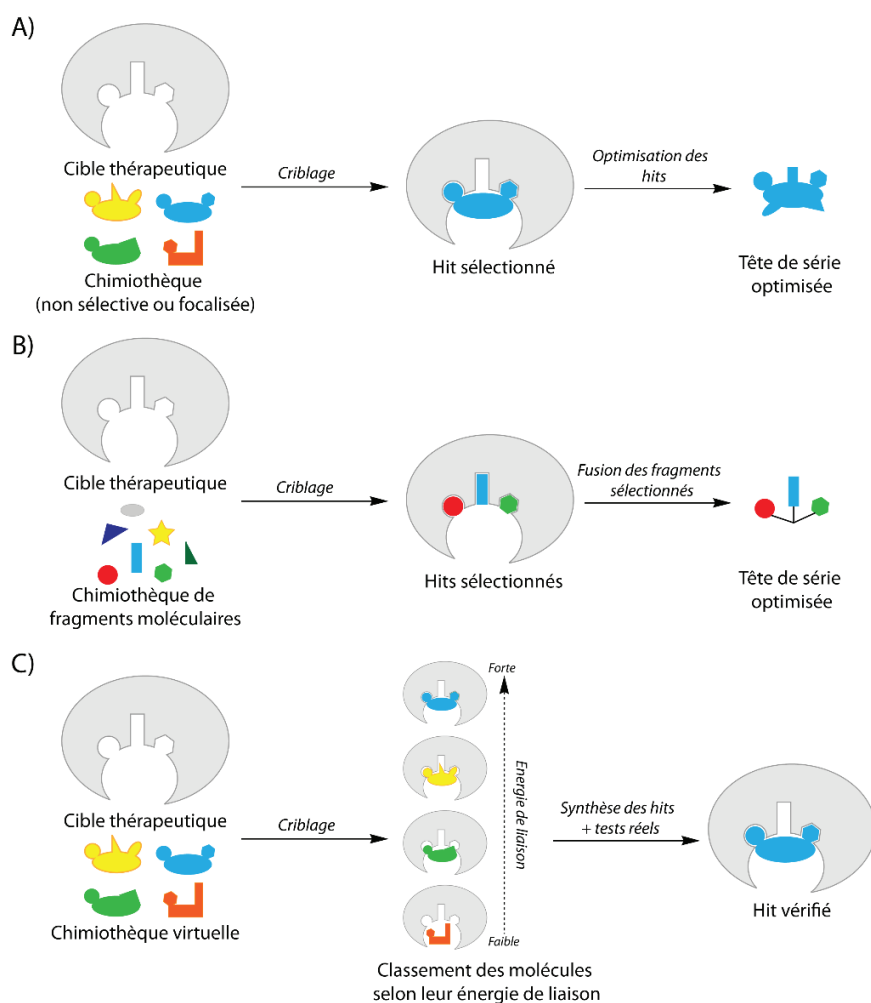 A)
Cible thérapeutique
Chimiothèque
(non sélective ou focalisée)
Criblage
Hit sélectionné
Optimisation des
hits
Tête de série
optimisée
B)
Cible thérapeutique
Chimiothèque de
fragments moléculaires
Criblage
Hits sélectionnés
Fusion des fragments
sélectionnés
Tête de série
optimisée
C)
Cible thérapeutique
Chimiothèque virtuelle
Criblage
Forte
Energie de liaison
Faible
Classement des molécules
selon leur énergie de liaison
Synthèse des hits
+ tests réels
Hit vérifié